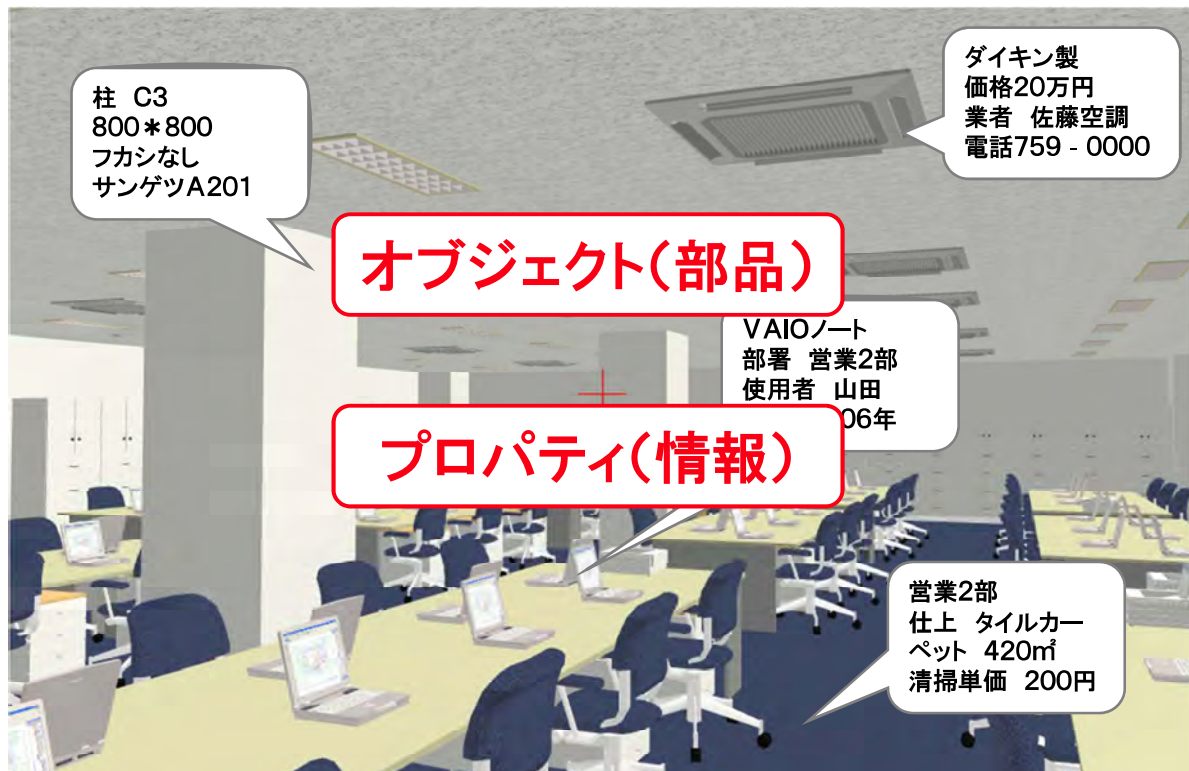 柱 C3
800*800
フカシなし
サンゲツA201
ダイキン製
価格20万円
業者 佐藤空調
電話759 - 0000
オブジェクト(部品)
VAIOノート
部署 営業2部
使用者 山田
06年
プロパティ(情報)
営業2部
仕上 タイルカー
ペット 420㎡
清掃単価 200円